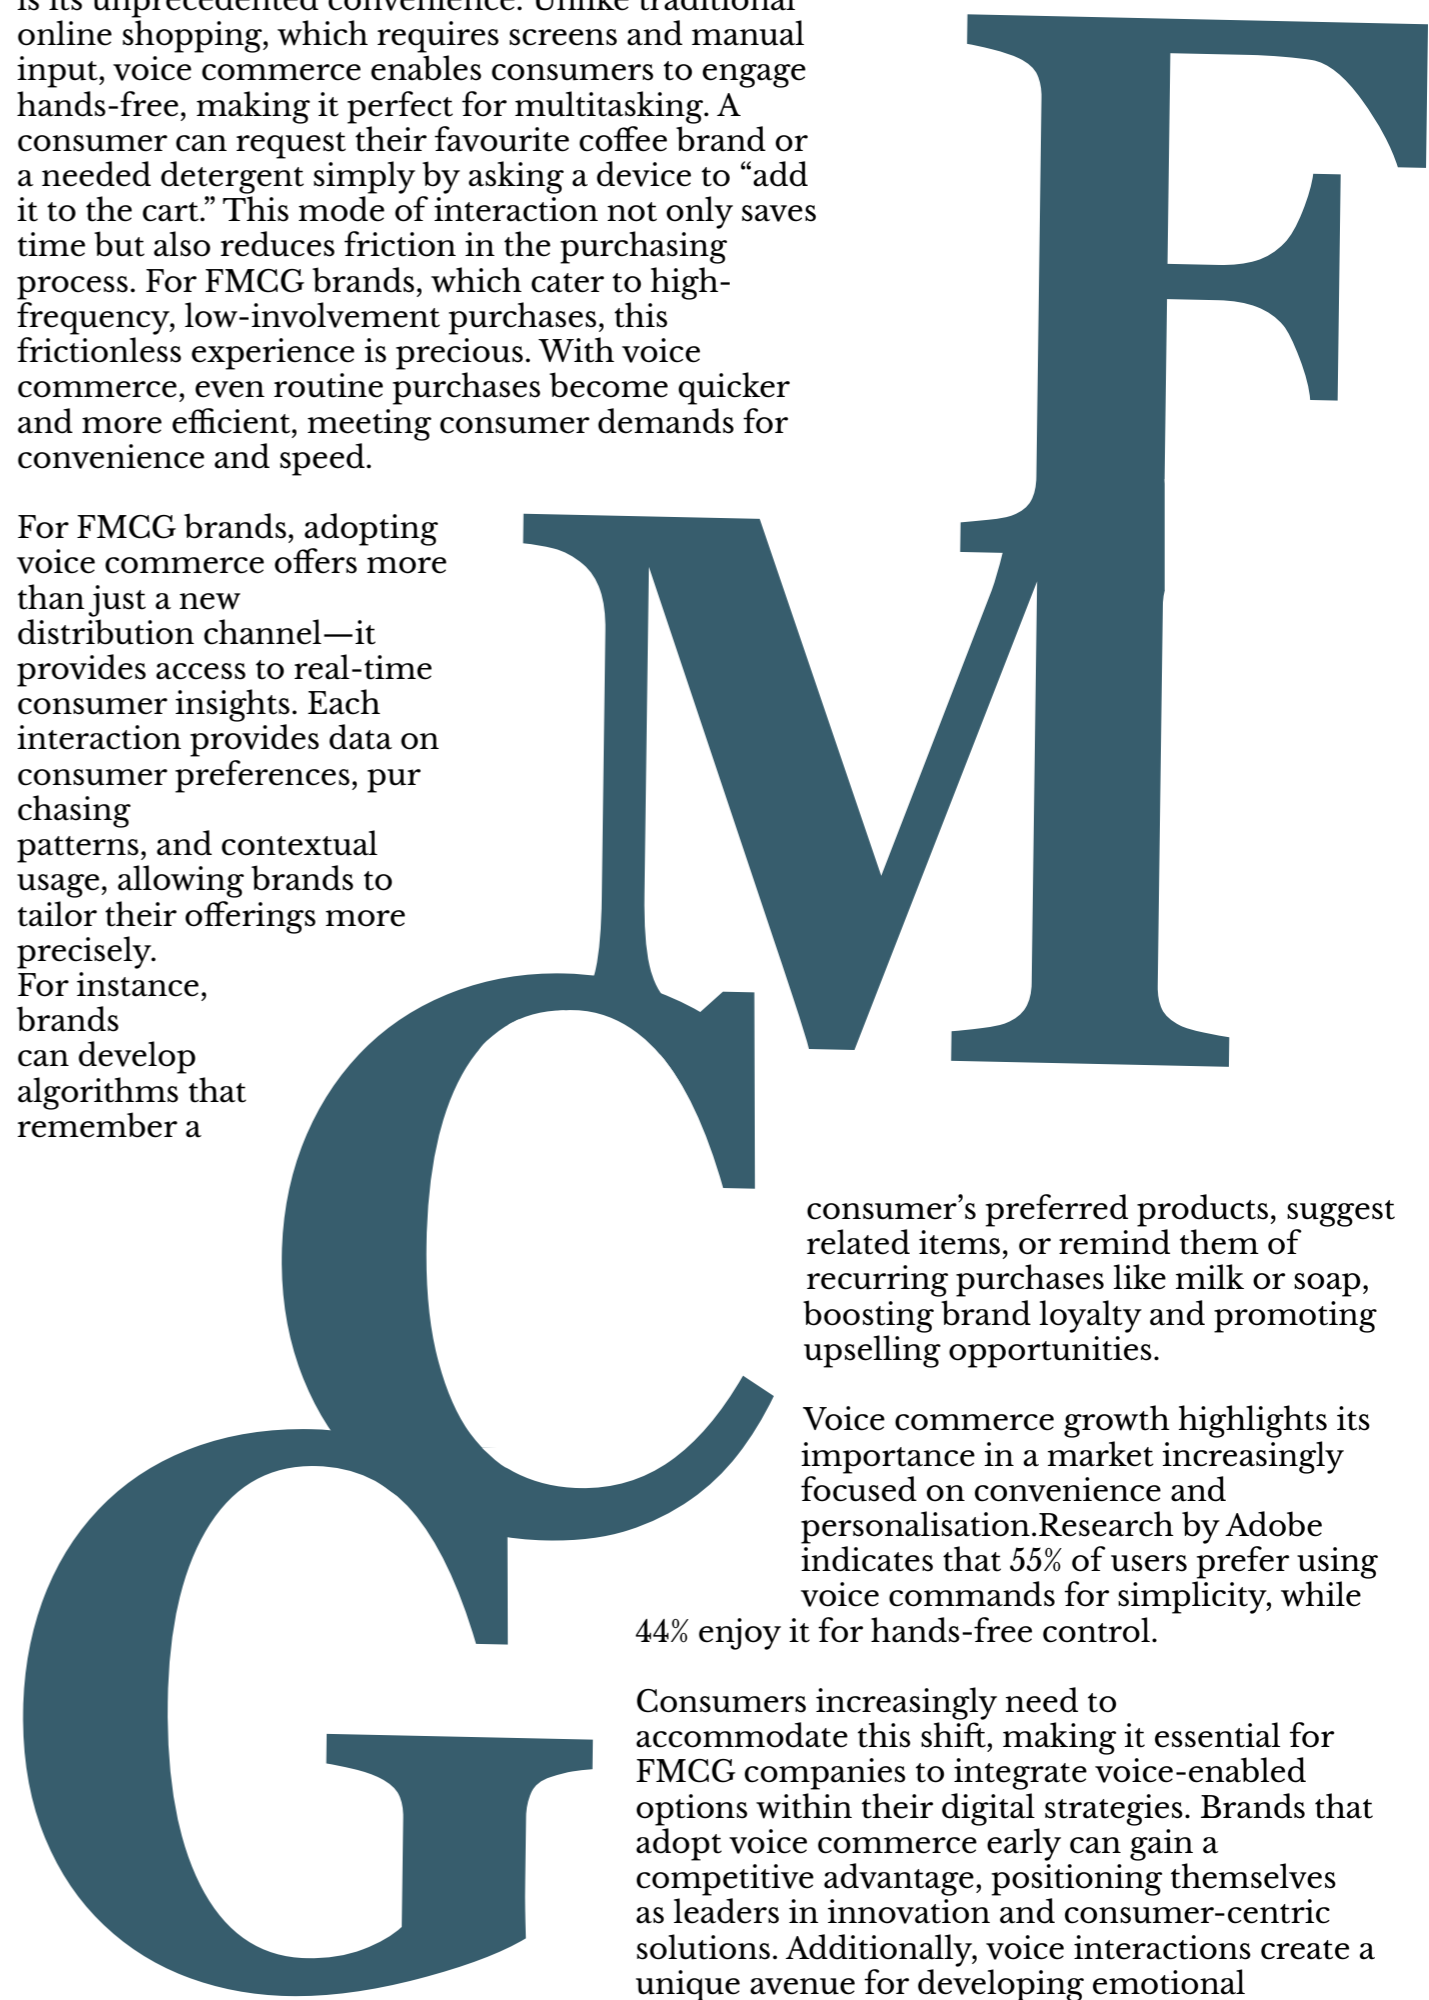 is its unprecedented convenience. Unlike traditional
online shopping, which requires screens and manual
input, voice commerce enables consumers to engage
hands-free, making it perfect for multitasking. A
consumer can request their favourite coffee brand or
a needed detergent simply by asking a device to “add
it to the cart.” This mode of interaction not only saves
time but also reduces friction in the purchasing
process. For FMCG brands, which cater to high-
frequency, low-involvement purchases, this
frictionless experience is precious. With voice
commerce, even routine purchases become quicker
and more efficient, meeting consumer demands for
convenience and speed.
For FMCG brands, adopting
voice commerce offers more
than just a new
distribution channel—it
provides access to real-time
consumer insights. Each
interaction provides data on
consumer preferences, pur
chasing
patterns, and contextual
usage, allowing brands to
tailor their offerings more
precisely.
For instance,
brands
can develop
algorithms that
remember a
F
M
C
G
consumer’s preferred products, suggest
related items, or remind them of
recurring purchases like milk or soap,
boosting brand loyalty and promoting
upselling opportunities.
Voice commerce growth highlights its
importance in a market increasingly
focused on convenience and
personalisation.Research by Adobe
indicates that 55% of users prefer using
voice commands for simplicity, while
44% enjoy it for hands-free control.
Consumers increasingly need to
accommodate this shift, making it essential for
FMCG companies to integrate voice-enabled
options within their digital strategies. Brands that
adopt voice commerce early can gain a
competitive advantage, positioning themselves
as leaders in innovation and consumer-centric
solutions. Additionally, voice interactions create a
unique avenue for developing emotional